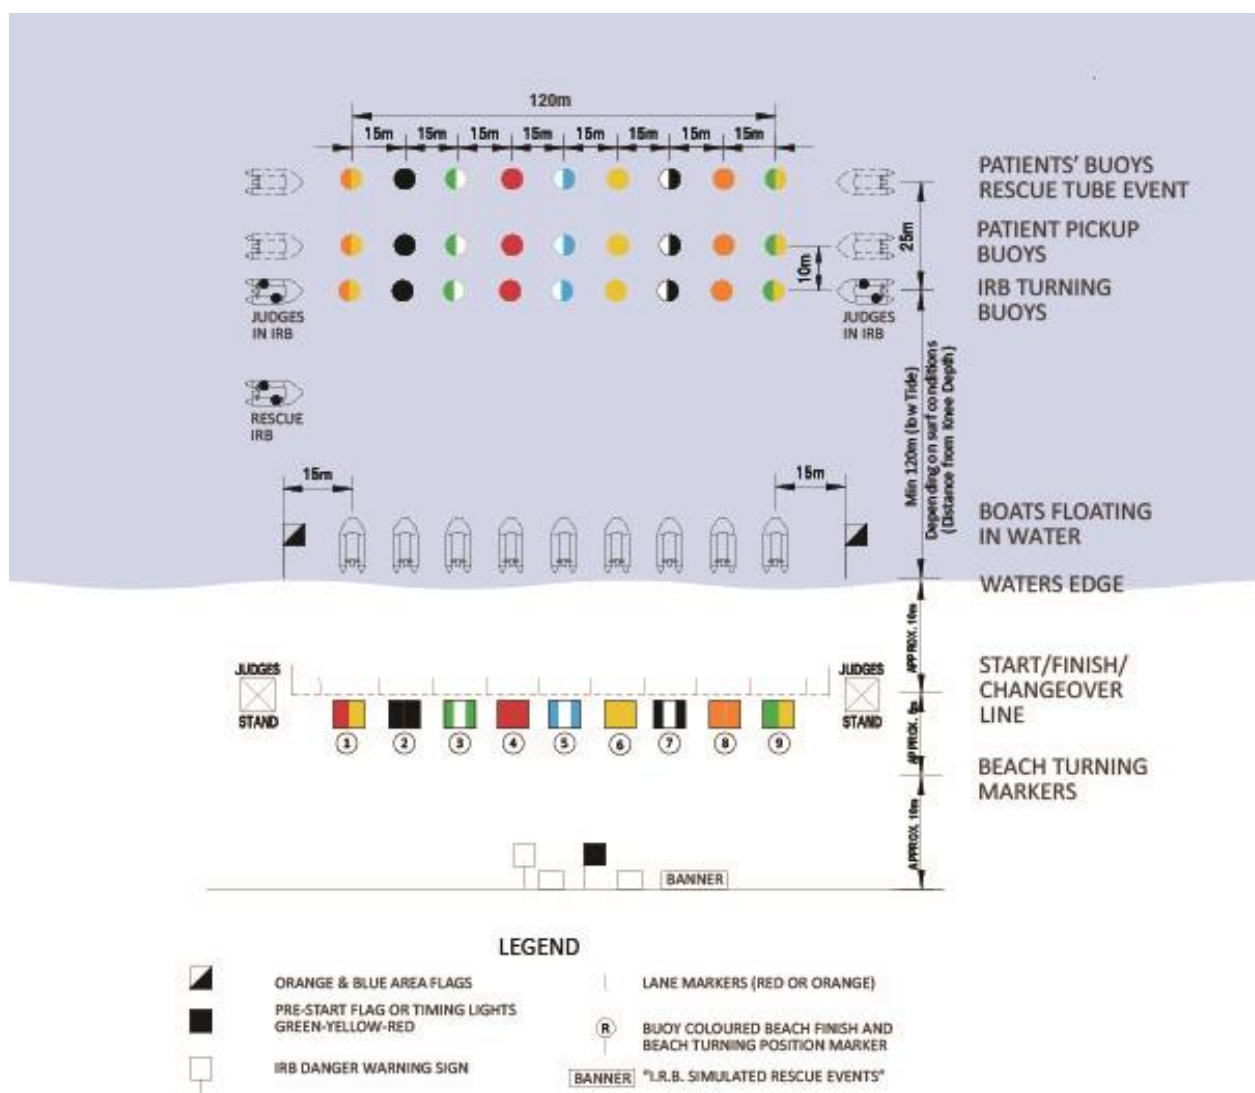 120m
15m 15m 15m 15m 15m 15m 15m 15m
PATIENTS' BUOYS
RESCUE TUBE EVENT
25m
PATIENT PICKUP
BUOYS
10m
IRB TURNING
BUOYS
JUDGES
IN IRB
JUDGES
IN IRB
RESCUE
IRB
Min 120m (low Tide)
Depending on surf conditions
(Distance from Knee Depth)
15m
15m
BOATS FLOATING
IN WATER
WATERS EDGE
APPROX. 10m
JUDGES
STAND
JUDGES
STAND
START/FINISH/
CHANGEOVER
LINE
1 2 3 4 5 6 7 8 9
APPROX.
BEACH TURNING
MARKERS
APPROX. 10m
BANNER
LEGEND
ORANGE & BLUE AREA FLAGS
PRE-START FLAG OR TIMING LIGHTS
GREEN-YELLOW-RED
IRB DANGER WARNING SIGN
LANE MARKERS (RED OR ORANGE)
R
BUOY COLOURED BEACH FINISH AND
BEACH TURNING POSITION MARKER
BANNER "I.R.B. SIMULATED RESCUE EVENTS"